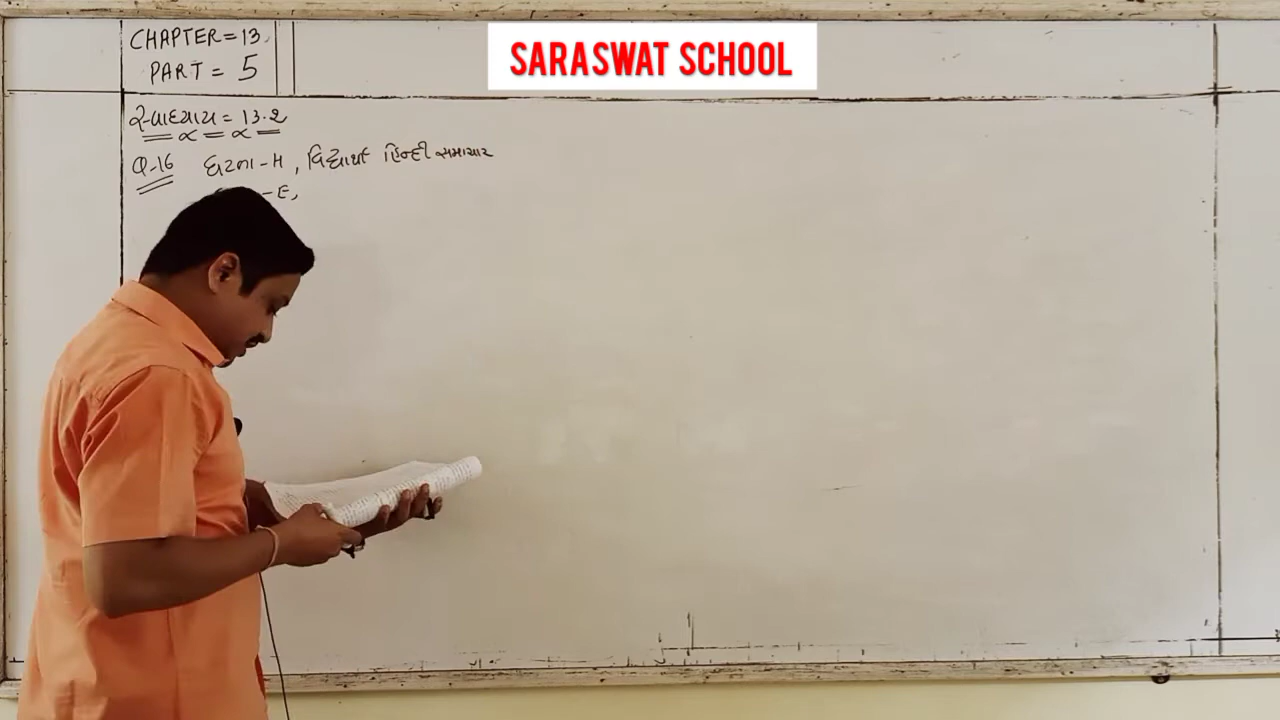 SARASWAT SCHOOL
CHAPTER = 13
PART = 5
સ્વાધ્યાય = 13.2
Q-16 ઘટના - H, વિદ્યાર્થી હિન્દી સમાચાર
- E,